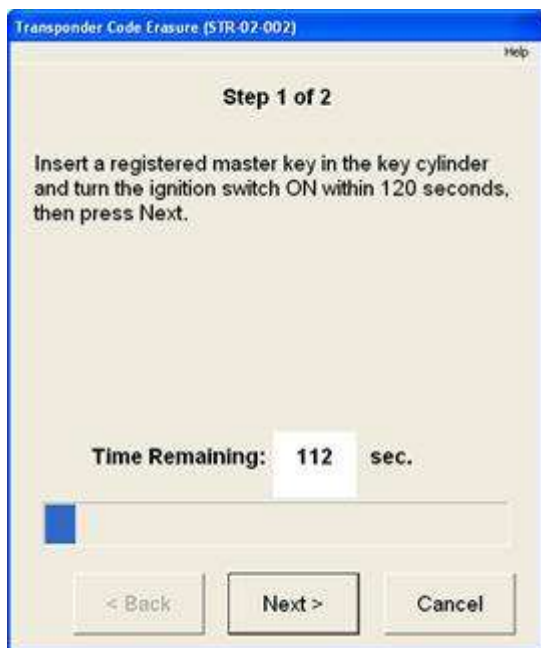 Transponder Code Erasure (STR-02-002)
Help
Step 1 of 2
Insert a registered master key in the key cylinder
and turn the ignition switch ON within 120 seconds,
then press Next.
Time Remaining: 112 sec.
< Back Next > Cancel